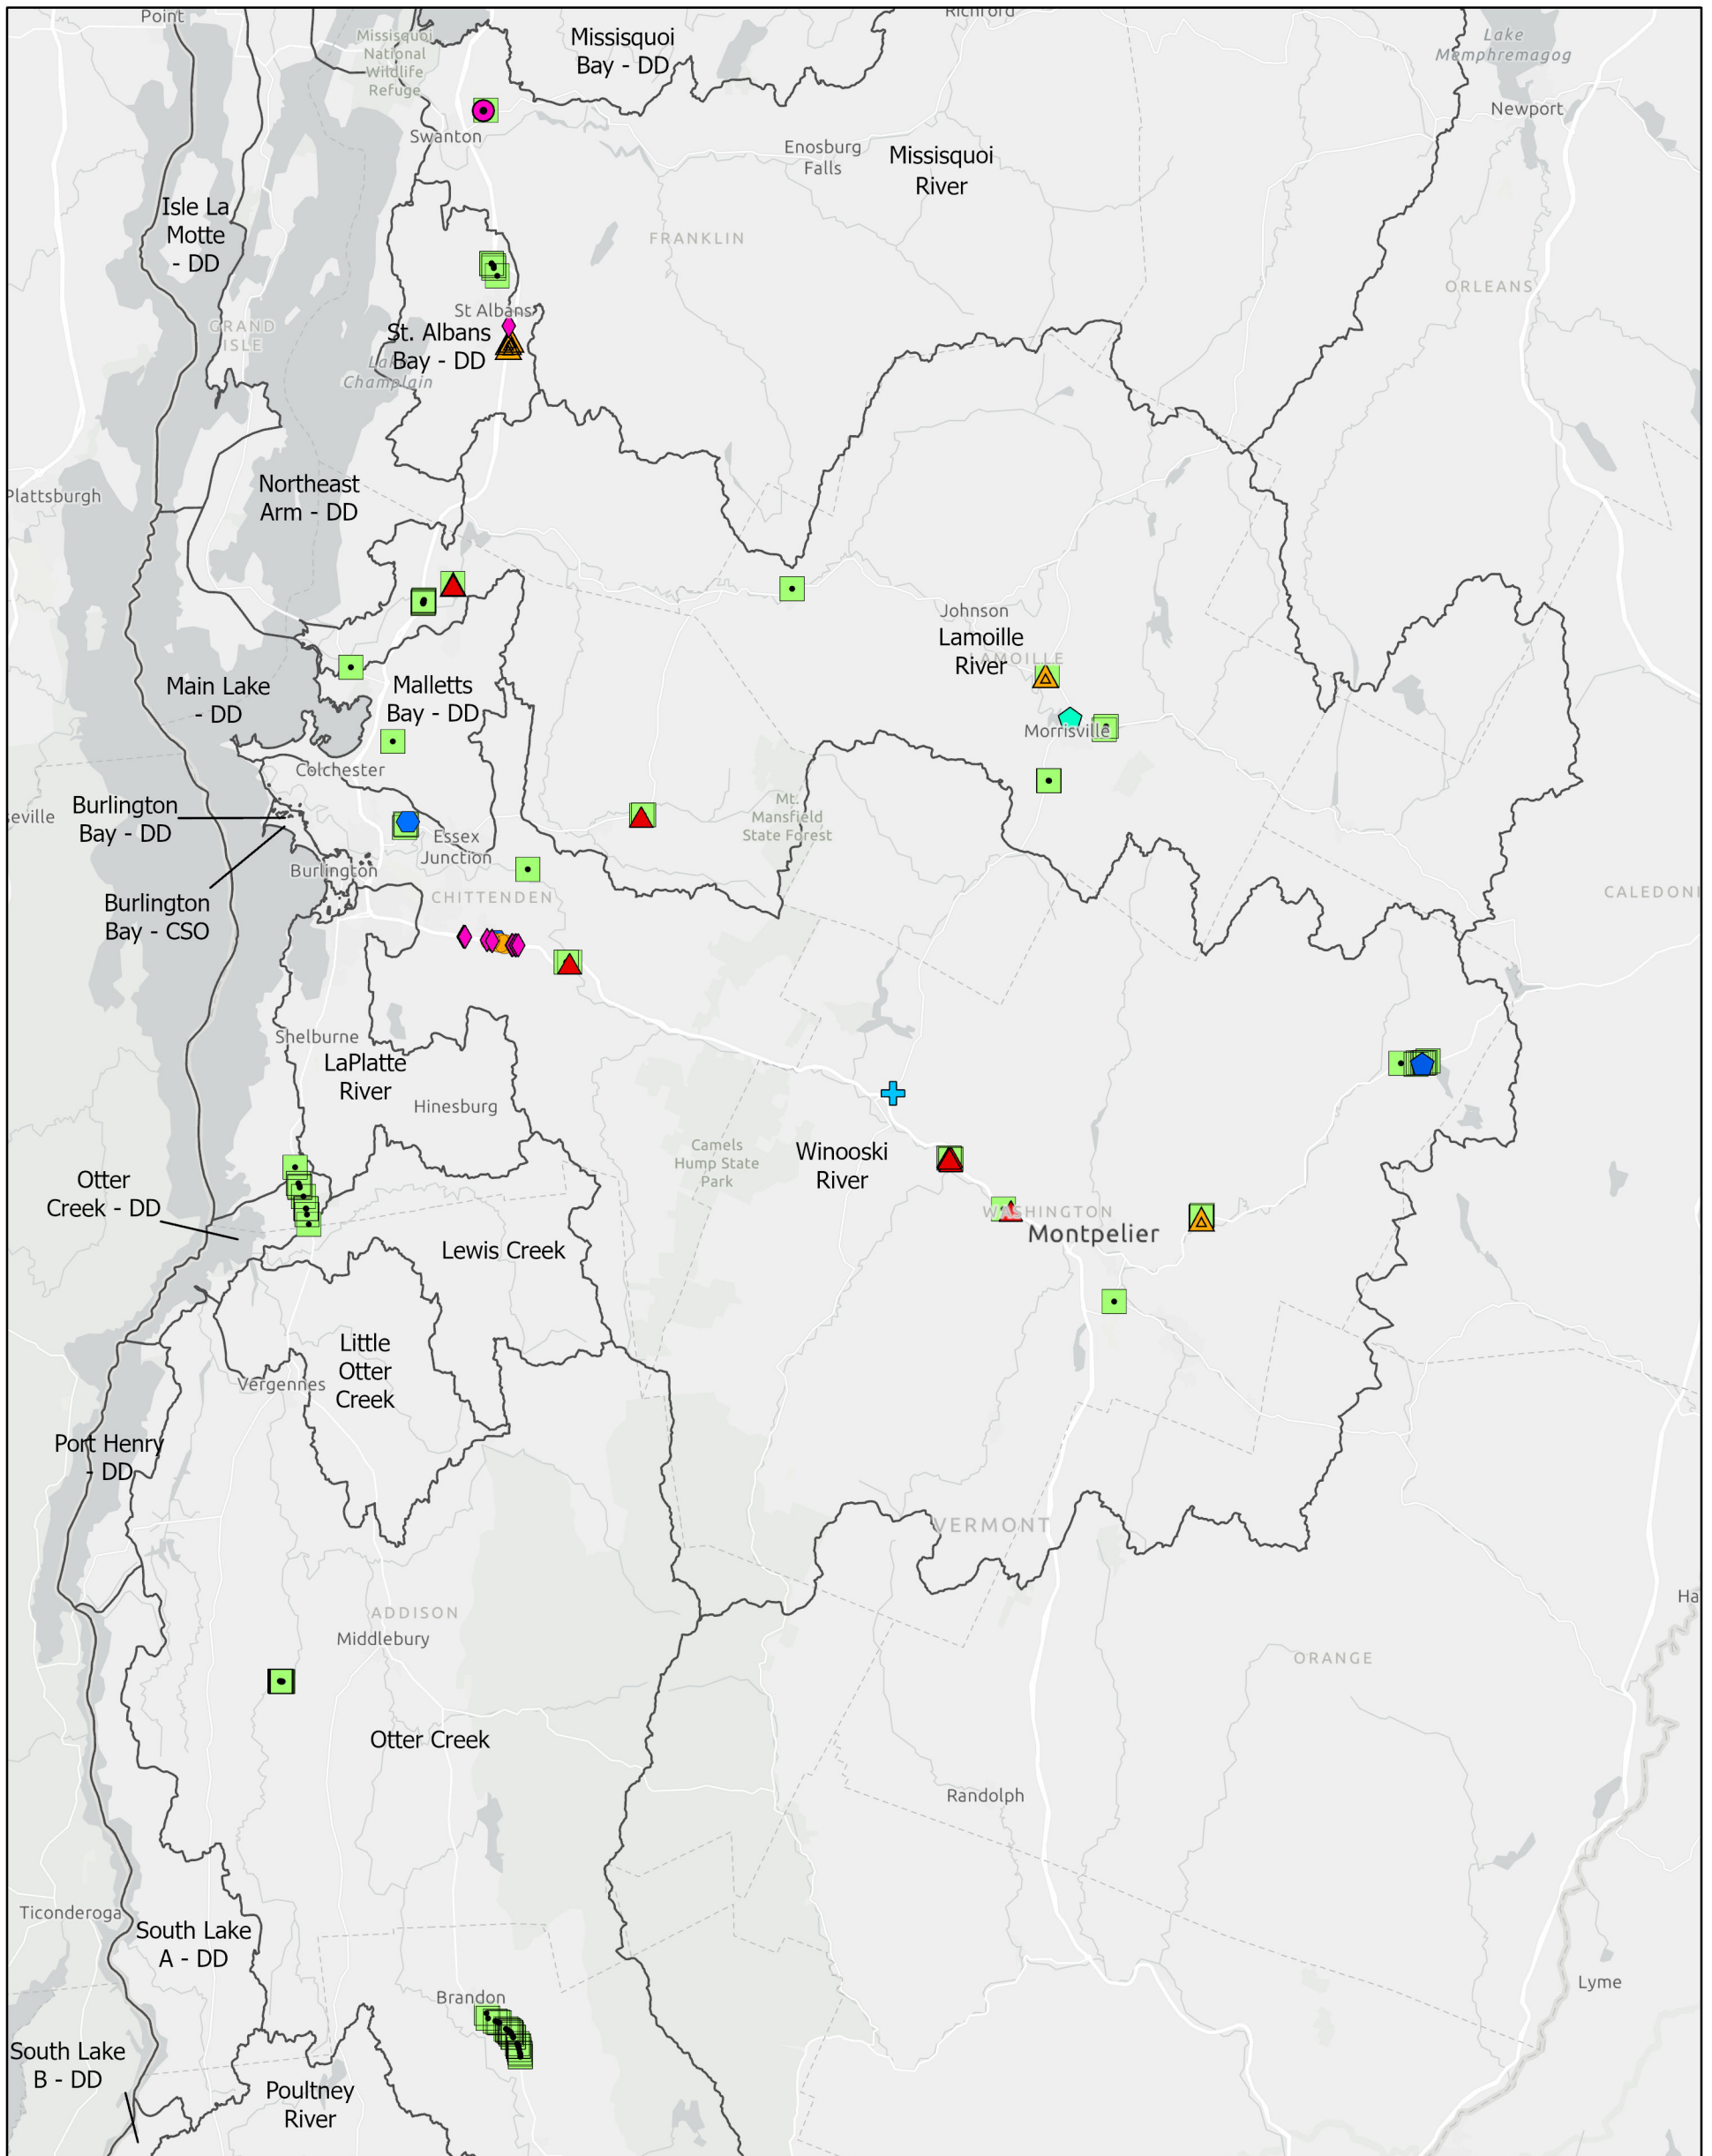 Point
Missisquoi
National
Wildlife
Refuge
Missisquoi
Bay - DD
Richford
Lake
Memphremagog
Newport
Swanton
Enosburg
Falls
Missisquoi
River
Isle La
Motte
- DD
FRANKLIN
ORLEANS
GRAND
ISLE
St Albans
St. Albans
Bay - DD
Lake
Champlain
Plattsburgh
Northeast
Arm - DD
Johnson
Lamoille
River
LAMOILLE
Main Lake
- DD
Malletts
Bay - DD
Morrisville
Colchester
Burlington
Bay - DD
seville
Mt.
Mansfield
State Forest
Essex
Junction
Burlington
CHITTENDEN
CALEDONI
Burlington
Bay - CSO
Shelburne
LaPlatte
River
Hinesburg
Camels
Hump State
Park
Winooski
River
Otter
Creek - DD
WASHINGTON
Montpelier
Lewis Creek
Little
Otter
Creek
Vergennes
Port Henry
- DD
VERMONT
Ha
ADDISON
Middlebury
ORANGE
Otter Creek
Randolph
Ticonderoga
South Lake
A - DD
Lyme
Brandon
South Lake
B - DD
Poultney
River